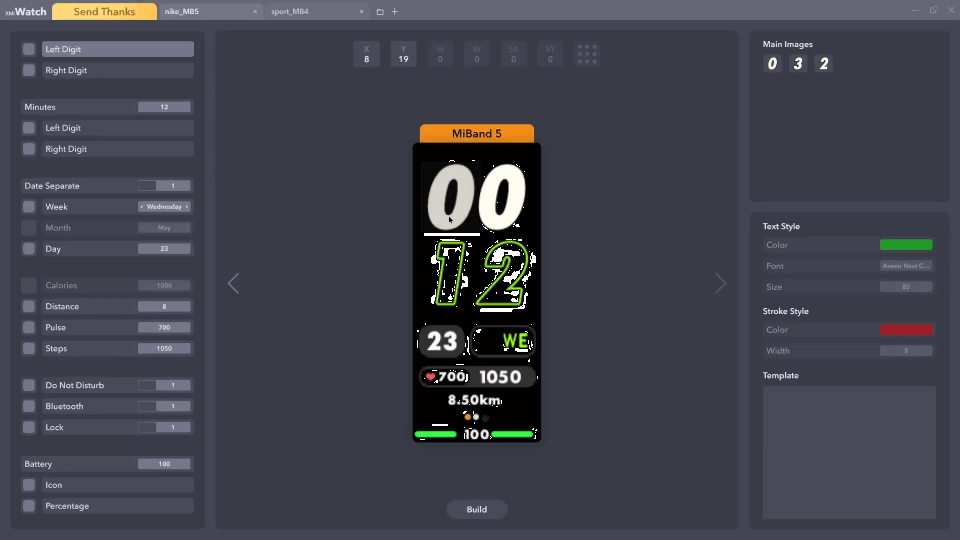 XMiWatch Send Thanks nike_MB5 × sport_MB4 × +
Left Digit
Right Digit
Minutes 12
Left Digit
Right Digit
Date Separate 1
Week ‹ Wednesday ›
Month ‹ May ›
Day 23
Calories 1000
Distance 8
Pulse 700
Steps 1050
Do Not Disturb 1
Bluetooth 1
Lock 1
Battery 100
Icon
Percentage
X Y H W SX SY
8 19 0 0 0 0
MiBand 5
00
12
23 WE
700 1050
8.50km
100
Build
Main Images
0 3 2
Text Style
Color
Font
Size 85
Stroke Style
Color
Width 5
Template